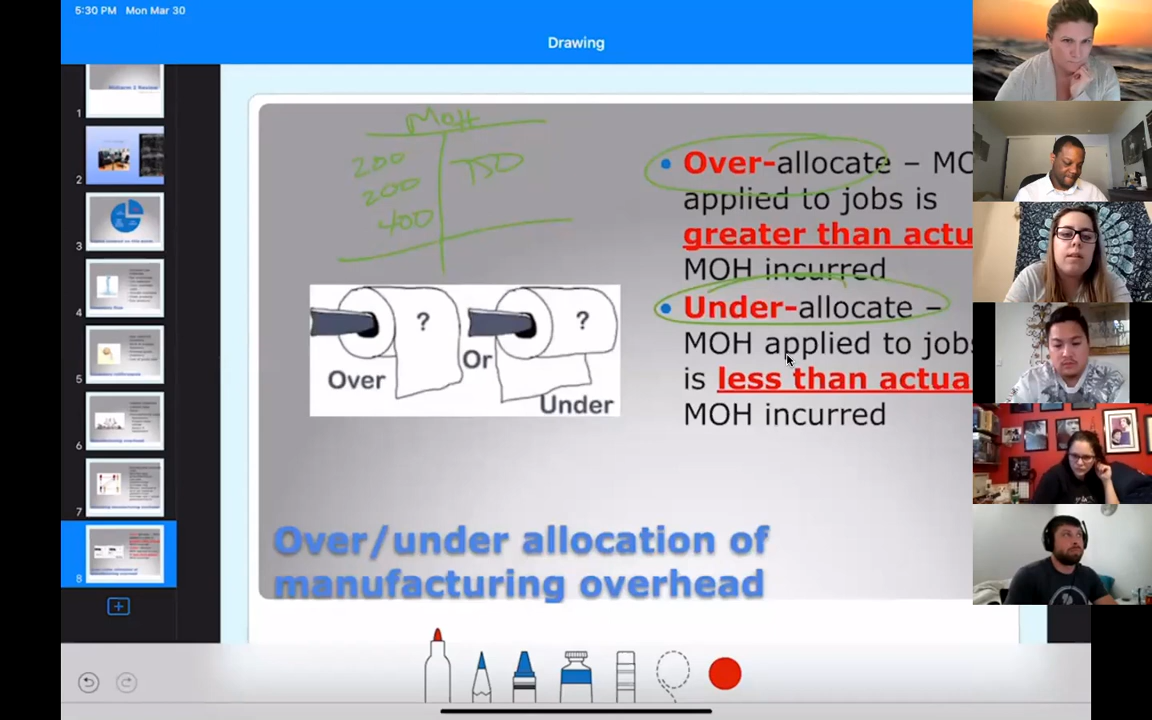 5:30 PM Mon Mar 30
Drawing
1
2
3
4
5
6
7
8
MOH
200
200
400
750
? ?
Over
Or
Under
• Over-allocate – MO
applied to jobs is
greater than actu
MOH incurred
• Under-allocate –
MOH applied to jobs
is less than actua
MOH incurred
Over/under allocation of
manufacturing overhead